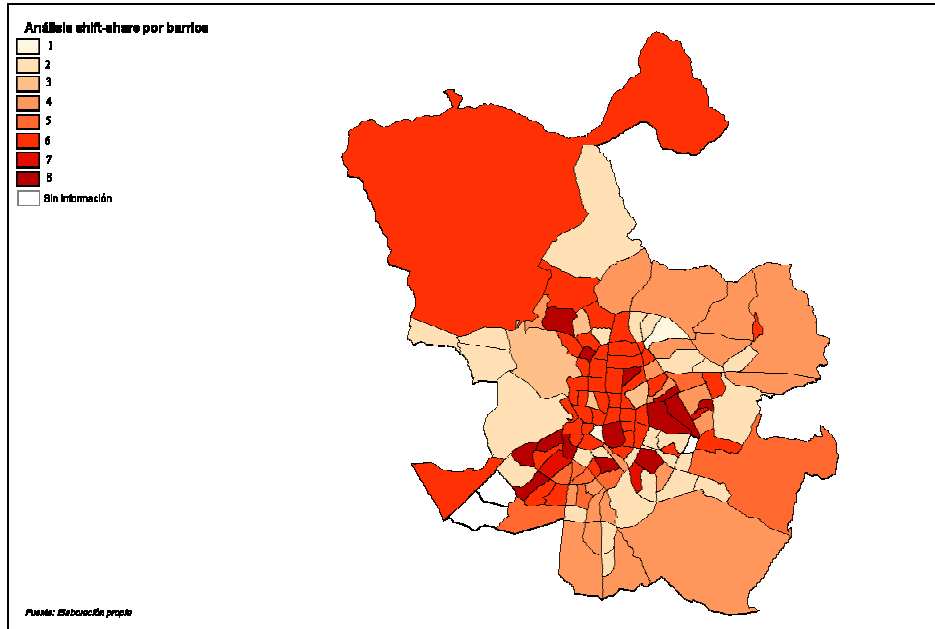 Análisis shift-share por barrios
1
2
3
4
5
6
7
8
Sin información
Fuente: Elaboración propia